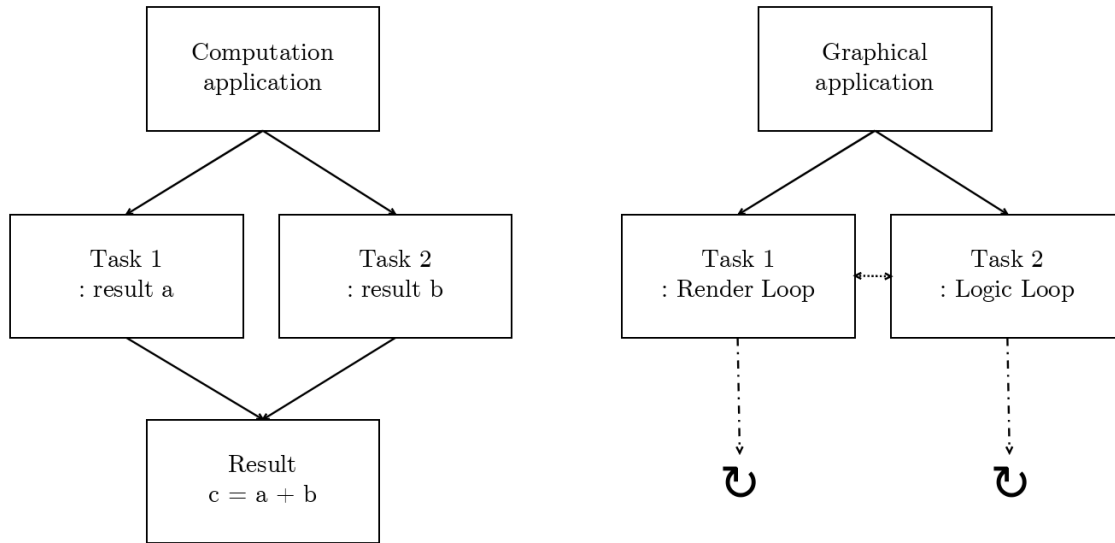 Computation
application
Task 1
: result a
Task 2
: result b
Result
c = a + b
Graphical
application
Task 1
: Render Loop
Task 2
: Logic Loop